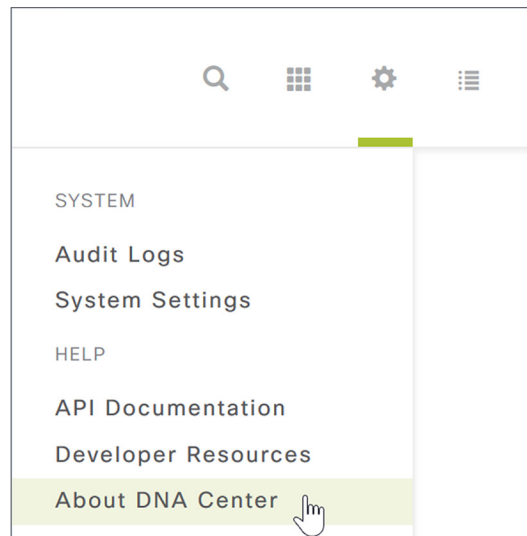 SYSTEM
Audit Logs
System Settings
HELP
API Documentation
Developer Resources
About DNA Center